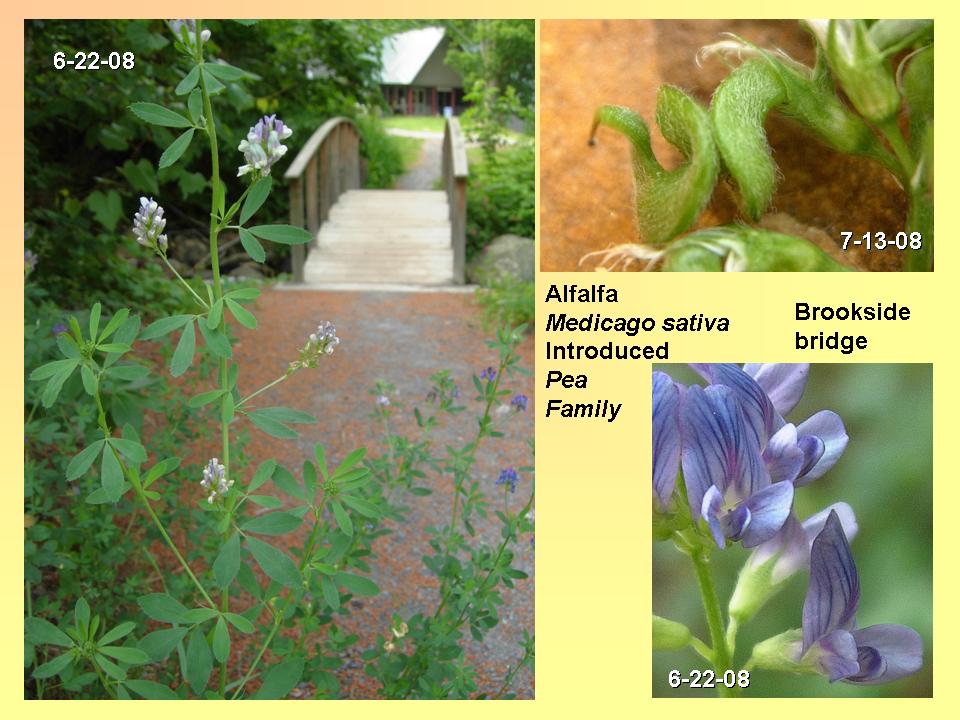 6-22-08
7-13-08
Alfalfa
Medicago sativa
Introduced
Pea
Family
Brookside
bridge
6-22-08